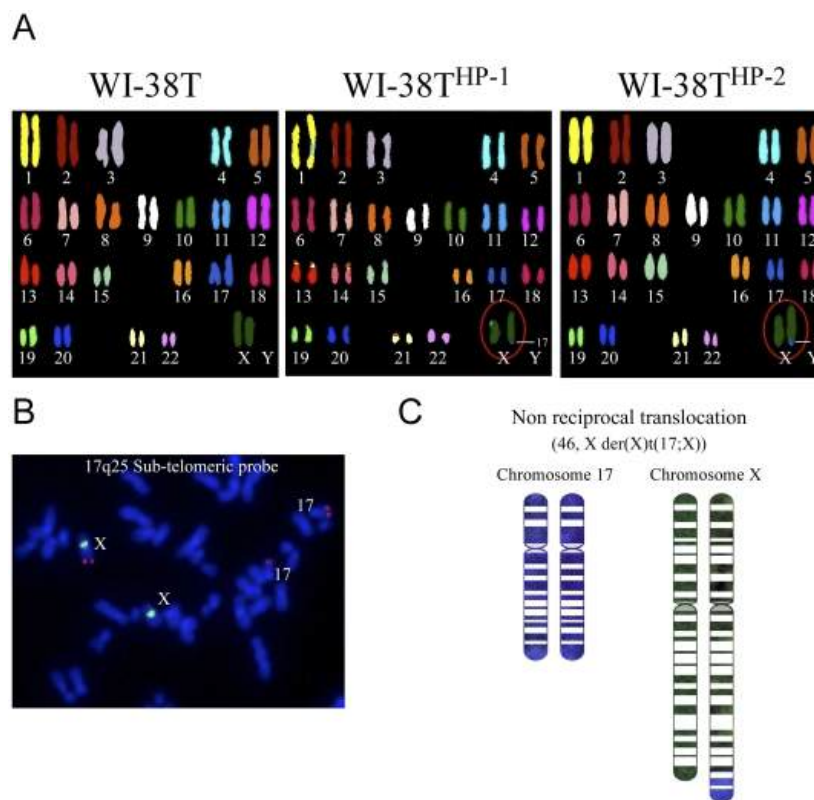 A
WI-38T WI-38T^HP-1 WI-38T^HP-2
1 2 3 4 5 1 2 3 4 5 1 2 3 4 5
6 7 8 9 10 11 12 6 7 8 9 10 11 12 6 7 8 9 10 11 12
13 14 15 16 17 18 13 14 15 16 17 18 13 14 15 16 17 18
17
19 20 21 22 X Y 19 20 21 22 X Y 19 20 21 22 X Y
B
17q25 Sub-telomeric probe
17
X
17
X
C
Non reciprocal translocation
(46, X der(X)t(17;X))
Chromosome 17 Chromosome X